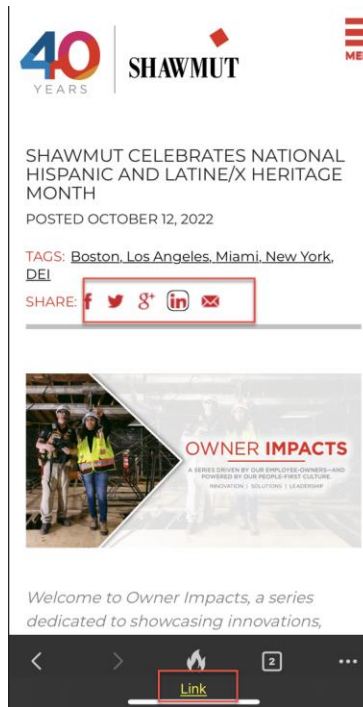 40
YEARS
SHAWMUT
ME
SHAWMUT CELEBRATES NATIONAL
HISPANIC AND LATINE/X HERITAGE
MONTH
POSTED OCTOBER 12, 2022
TAGS: Boston, Los Angeles, Miami, New York,
DEI
SHARE: f g+ in
OWNER IMPACTS
A SERIES DRIVEN BY OUR EMPLOYEE-OWNERS—AND
POWERED BY OUR PEOPLE-FIRST CULTURE.
INNOVATION | SOLUTIONS | LEADERSHIP
Welcome to Owner Impacts, a series
dedicated to showcasing innovations,
2
Link